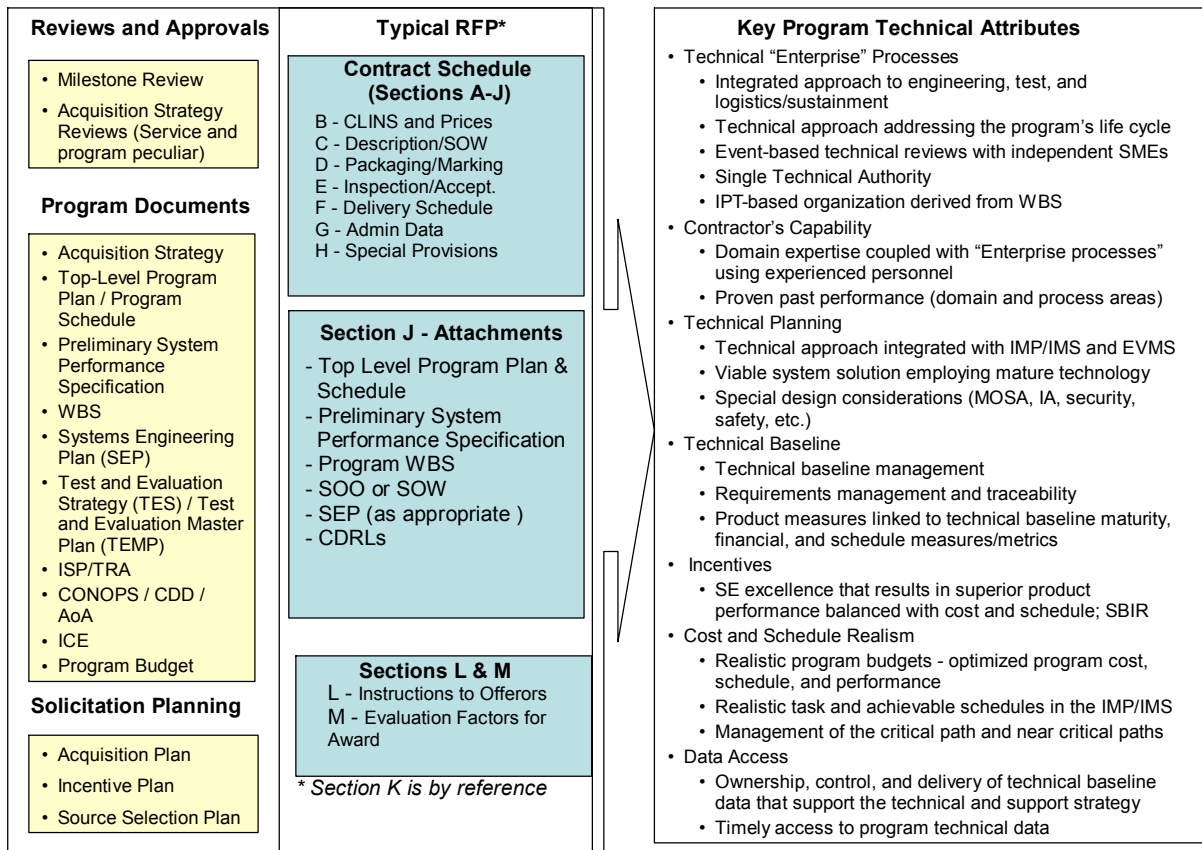 Reviews and Approvals
• Milestone Review
• Acquisition Strategy
Reviews (Service and
program peculiar)
Program Documents
• Acquisition Strategy
• Top-Level Program
Plan / Program
Schedule
• Preliminary System
Performance
Specification
• WBS
• Systems Engineering
Plan (SEP)
• Test and Evaluation
Strategy (TES) / Test
and Evaluation Master
Plan (TEMP)
• ISP/TRA
• CONOPS / CDD /
AoA
• ICE
• Program Budget
Solicitation Planning
• Acquisition Plan
• Incentive Plan
• Source Selection Plan
Typical RFP*
Contract Schedule
(Sections A-J)
B - CLINS and Prices
C - Description/SOW
D - Packaging/Marking
E - Inspection/Accept.
F - Delivery Schedule
G - Admin Data
H - Special Provisions
Section J - Attachments
- Top Level Program Plan &
Schedule
- Preliminary System
Performance Specification
- Program WBS
- SOO or SOW
- SEP (as appropriate )
- CDRLs
Sections L & M
L - Instructions to Offerors
M - Evaluation Factors for
Award
* Section K is by reference
Key Program Technical Attributes
• Technical “Enterprise” Processes
• Integrated approach to engineering, test, and
logistics/sustainment
• Technical approach addressing the program’s life cycle
• Event-based technical reviews with independent SMEs
• Single Technical Authority
• IPT-based organization derived from WBS
• Contractor’s Capability
• Domain expertise coupled with “Enterprise processes”
using experienced personnel
• Proven past performance (domain and process areas)
• Technical Planning
• Technical approach integrated with IMP/IMS and EVMS
• Viable system solution employing mature technology
• Special design considerations (MOSA, IA, security,
safety, etc.)
• Technical Baseline
• Technical baseline management
• Requirements management and traceability
• Product measures linked to technical baseline maturity,
financial, and schedule measures/metrics
• Incentives
• SE excellence that results in superior product
performance balanced with cost and schedule; SBIR
• Cost and Schedule Realism
• Realistic program budgets - optimized program cost,
schedule, and performance
• Realistic task and achievable schedules in the IMP/IMS
• Management of the critical path and near critical paths
• Data Access
• Ownership, control, and delivery of technical baseline
data that support the technical and support strategy
• Timely access to program technical data